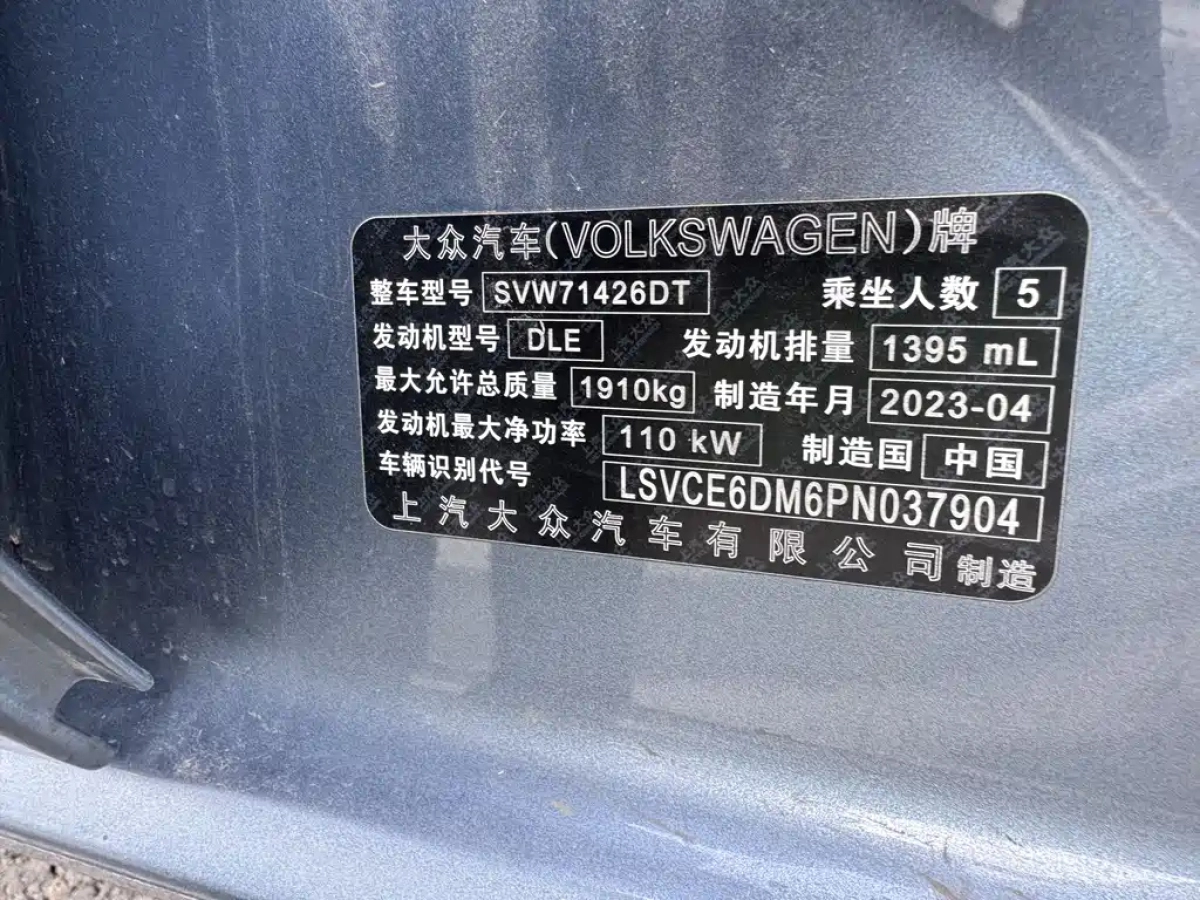 大众汽车(VOLKSWAGEN)牌
整车型号 SVW71426DT 乘坐人数 5
发动机型号 DLE 发动机排量 1395 mL
最大允许总质量 1910kg 制造年月 2023-04
发动机最大净功率 110 kW 制造国 中国
车辆识别代号 LSVCE6DM6PN037904
上汽大众汽车有限公司制造